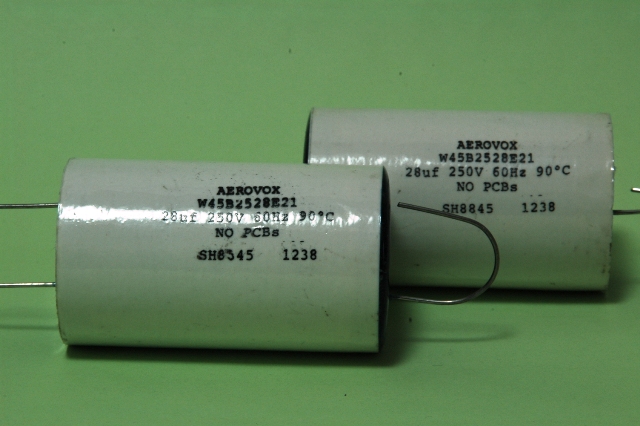 AEROVOX
W45B2528E21
28uf 250V 60Hz 90°C
NO PCBs
SH8845 1238
AEROVOX
W45B2528E21
28uf 250V 60Hz 90°C
NO PCBs
SH8845 1238